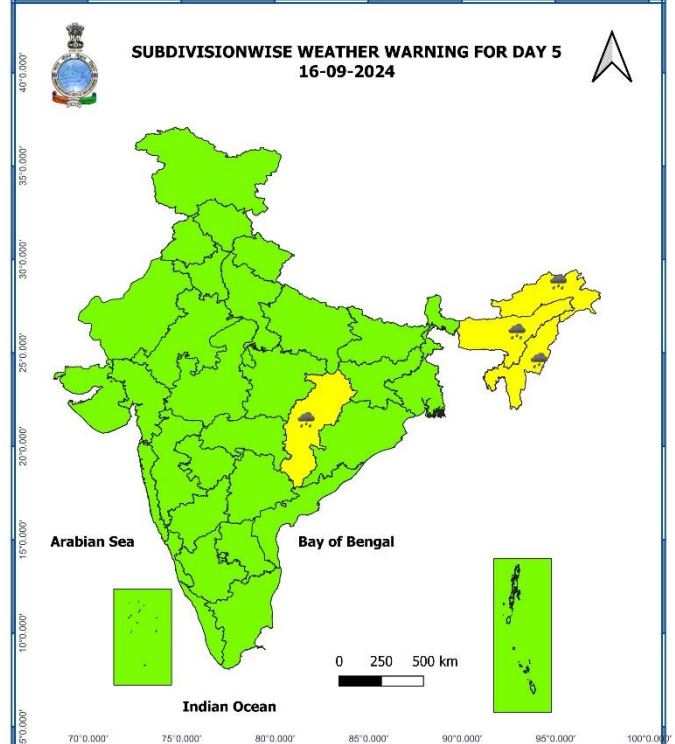 SUBDIVISIONWISE WEATHER WARNING FOR DAY 5
16-09-2024
40°0.000'
35°0.000'
30°0.000'
25°0.000'
20°0.000'
15°0.000'
10°0.000'
5°0.000'
Arabian Sea
Bay of Bengal
0 250 500 km
Indian Ocean
70°0.000' 75°0.000' 80°0.000' 85°0.000' 90°0.000' 95°0.000' 100°0.000'